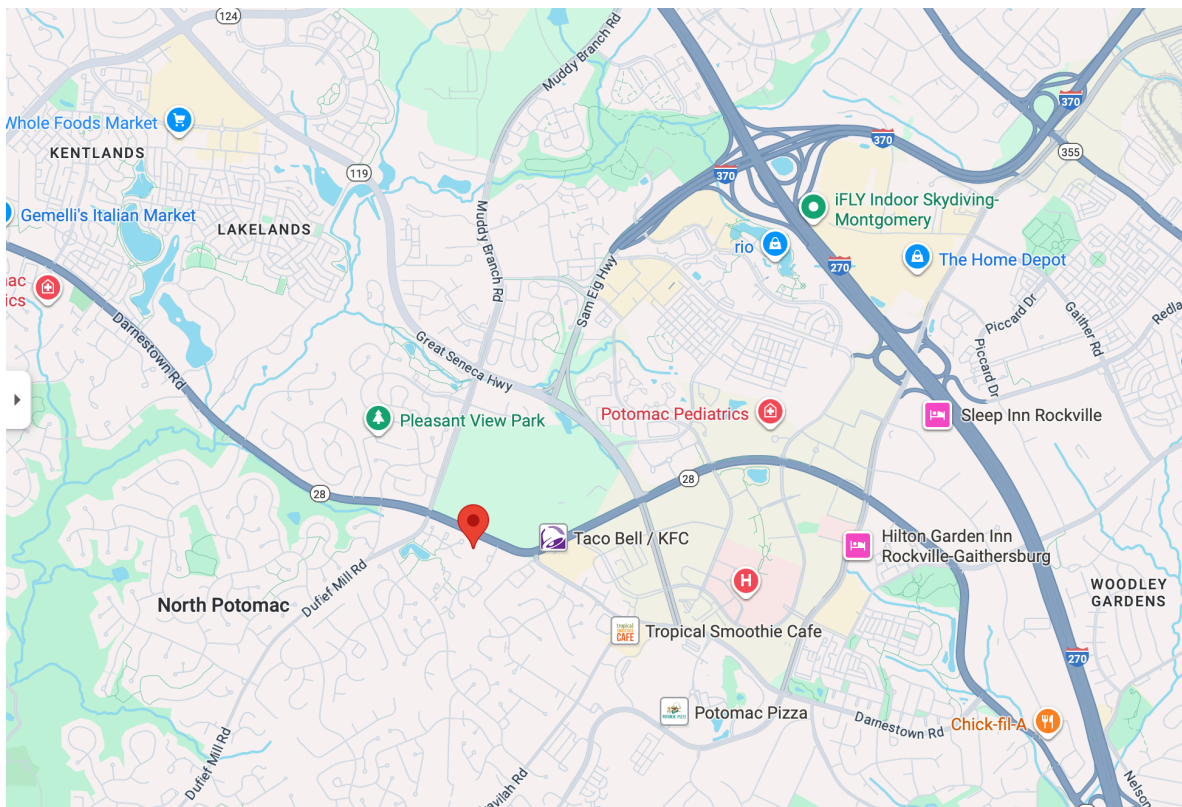 124
Muddy Branch Rd
370
Whole Foods Market
KENTLANDS
370
355
119
370
iFLY Indoor Skydiving-
Montgomery
Gemelli's Italian Market
LAKELANDS
Muddy Branch Rd
rio
270
The Home Depot
Sam Eig Hwy
Piccard Dr
Gaither Rd
Darnestown Rd
Great Seneca Hwy
Piccard Dr
Pleasant View Park
Potomac Pediatrics
Sleep Inn Rockville
28
28
Taco Bell / KFC
Hilton Garden Inn
Rockville-Gaithersburg
H
Dufief Mill Rd
North Potomac
WOODLEY
GARDENS
tropical
CAFE
Tropical Smoothie Cafe
270
Potomac Pizza
Darnestown Rd
Chick-fil-A
Dufief Mill Rd